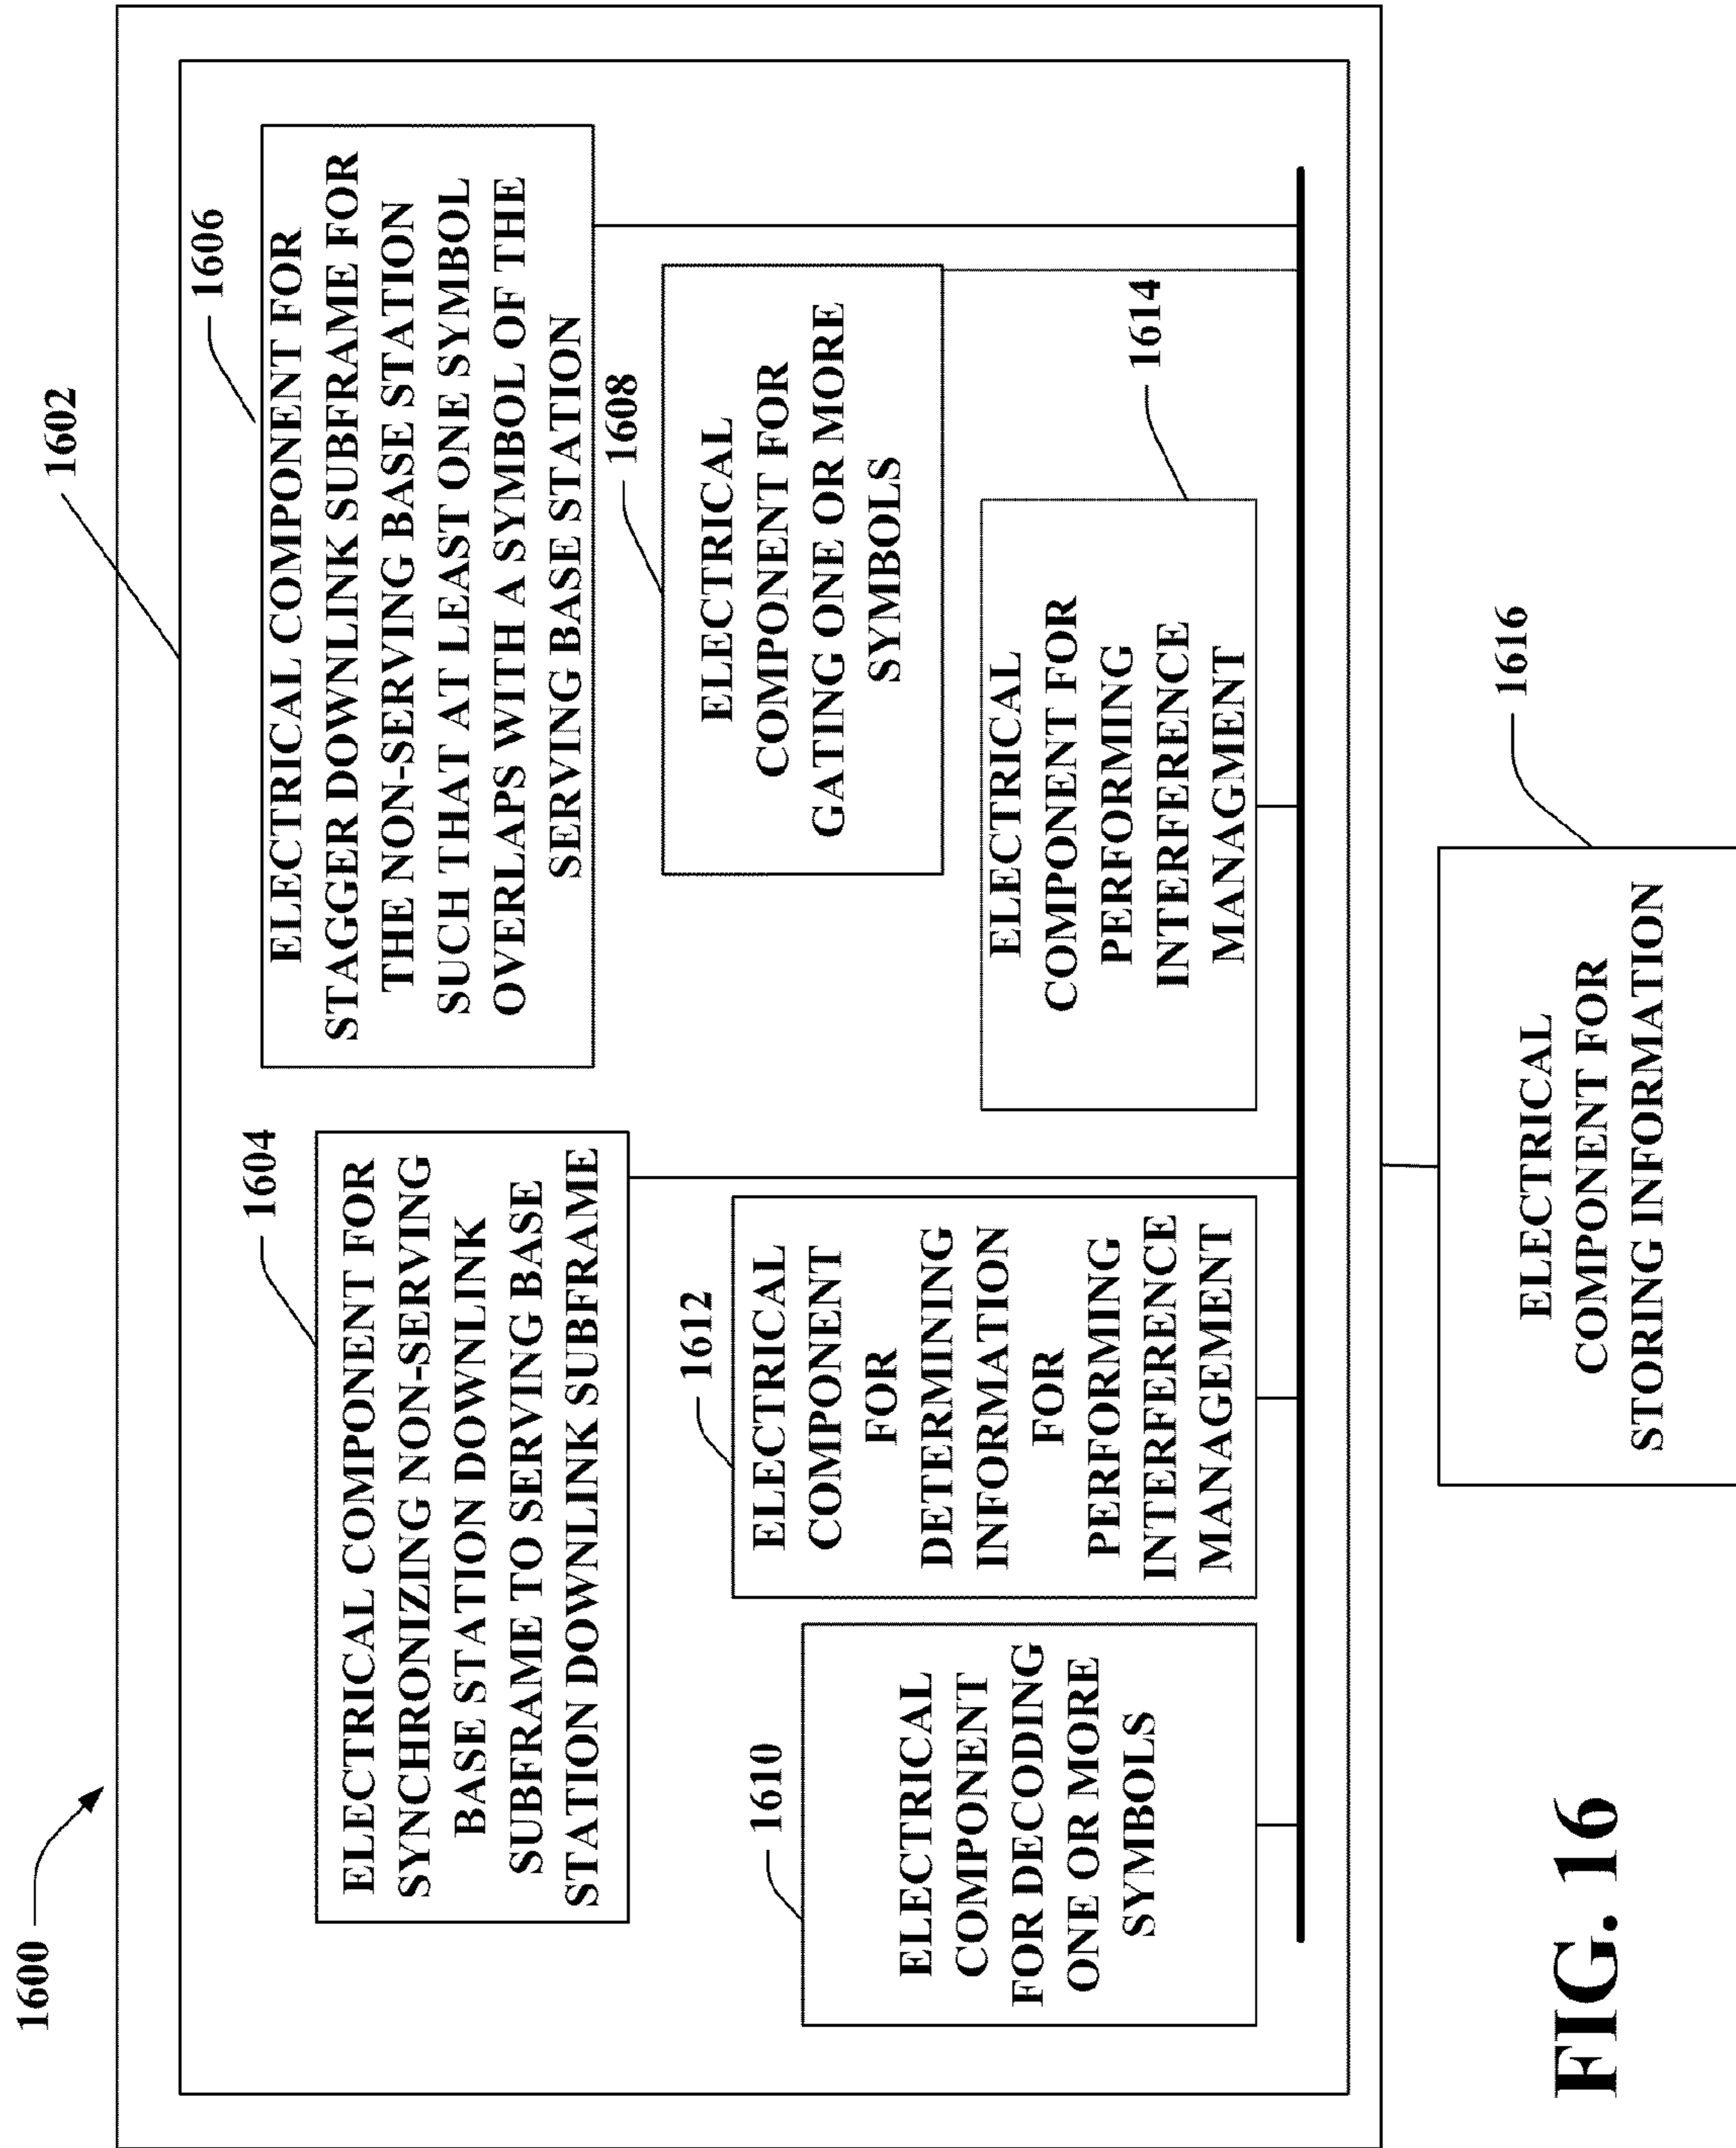 1600
1602
1604
ELECTRICAL COMPONENT FOR
SYNCHRONIZING NON-SERVING
BASE STATION DOWNLINK
SUBFRAME TO SERVING BASE
STATION DOWNLINK SUBFRAME
1606
ELECTRICAL COMPONENT FOR
STAGGER DOWNLINK SUBFRAME FOR
THE NON-SERVING BASE STATION
SUCH THAT AT LEAST ONE SYMBOL
OVERLAPS WITH A SYMBOL OF THE
SERVING BASE STATION
1608
ELECTRICAL
COMPONENT FOR
GATING ONE OR MORE
SYMBOLS
1610
ELECTRICAL
COMPONENT
FOR DECODING
ONE OR MORE
SYMBOLS
1612
ELECTRICAL
COMPONENT
FOR
DETERMINING
INFORMATION
FOR
PERFORMING
INTERFERENCE
MANAGEMENT
1614
ELECTRICAL
COMPONENT FOR
PERFORMING
INTERFERENCE
MANAGMENT
1616
ELECTRICAL
COMPONENT FOR
STORING INFORMATION
FIG. 16